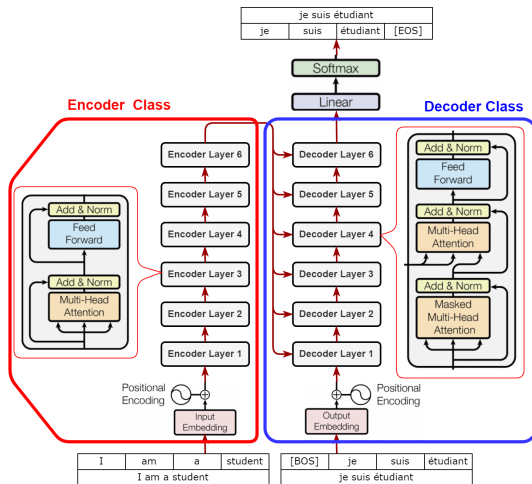 je suis étudiant
je suis étudiant [EOS]
Softmax
Linear
Encoder Class
Decoder Class
Encoder Layer 6
Encoder Layer 5
Encoder Layer 4
Encoder Layer 3
Encoder Layer 2
Encoder Layer 1
Decoder Layer 6
Decoder Layer 5
Decoder Layer 4
Decoder Layer 3
Decoder Layer 2
Decoder Layer 1
Add & Norm
Feed
Forward
Add & Norm
Multi-Head
Attention
Add & Norm
Feed
Forward
Add & Norm
Multi-Head
Attention
Add & Norm
Masked
Multi-Head
Attention
Positional
Encoding
Input
Embedding
Positional
Encoding
Output
Embedding
I am a student
I am a student
[BOS] je suis étudiant
je suis étudiant